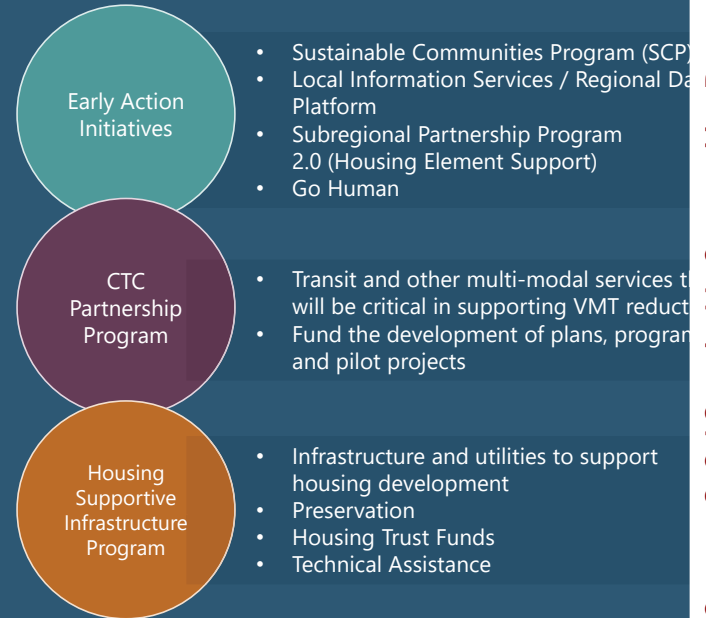 Early Action
Initiatives
• Sustainable Communities Program (SCP)
• Local Information Services / Regional
Platform
• Subregional Partnership Program
2.0 (Housing Element Support)
• Go Human
CTC
Partnership
Program
• Transit and other multi-modal services
will be critical in supporting VMT
• Fund the development of plans,
and pilot projects
Housing
Supportive
Infrastructure
Program
• Infrastructure and utilities to support
housing development
• Preservation
• Housing Trust Funds
• Technical Assistance